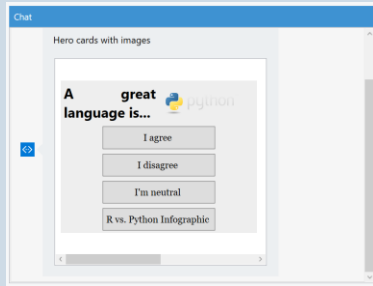 Chat
Hero cards with images
A great
language is...
python
I agree
I disagree
I'm neutral
R vs. Python Infographic